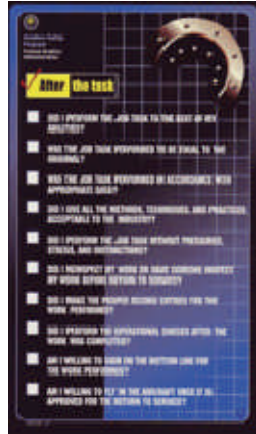 Aviation Safety
Program
Federal Aviation
Administration
After the task
DID I PERFORM THE JOB TASK TO THE BEST OF MY
ABILITIES?
WAS THE JOB TASK PERFORMED TO BE EQUAL TO THE
ORIGINAL?
WAS THE JOB TASK PERFORMED IN ACCORDANCE WITH
APPROPRIATE DATA?
DID I USE ALL THE METHODS, TECHNIQUES, AND PRACTICES
ACCEPTABLE TO THE INDUSTRY?
DID I PERFORM THE JOB TASK WITHOUT PRESSURES,
STRESS, AND DISTRACTIONS?
DID I REINSPECT MY WORK OR HAVE SOMEONE INSPECT
MY WORK BEFORE RETURN TO SERVICE?
DID I MAKE THE PROPER RECORD ENTRIES FOR THE
WORK PERFORMED?
DID I PERFORM THE OPERATIONAL CHECKS AFTER THE
WORK WAS COMPLETED?
AM I WILLING TO SIGN ON THE BOTTOM LINE FOR
THE WORK PERFORMED?
AM I WILLING TO FLY IN THE AIRCRAFT ONCE IT IS
APPROVED FOR THE RETURN TO SERVICE?